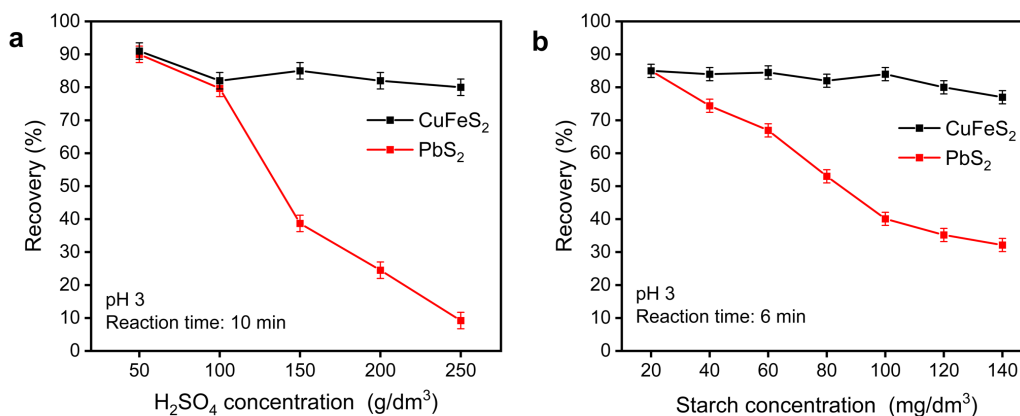 a
100
90
80
70
60
50
40
30
20
10
0
Recovery (%)
CuFeS₂
PbS₂
pH 3
Reaction time: 10 min
50 100 150 200 250
H₂SO₄ concentration (g/dm³)
b
100
90
80
70
60
50
40
30
20
10
0
Recovery (%)
CuFeS₂
PbS₂
pH 3
Reaction time: 6 min
20 40 60 80 100 120 140
Starch concentration (mg/dm³)